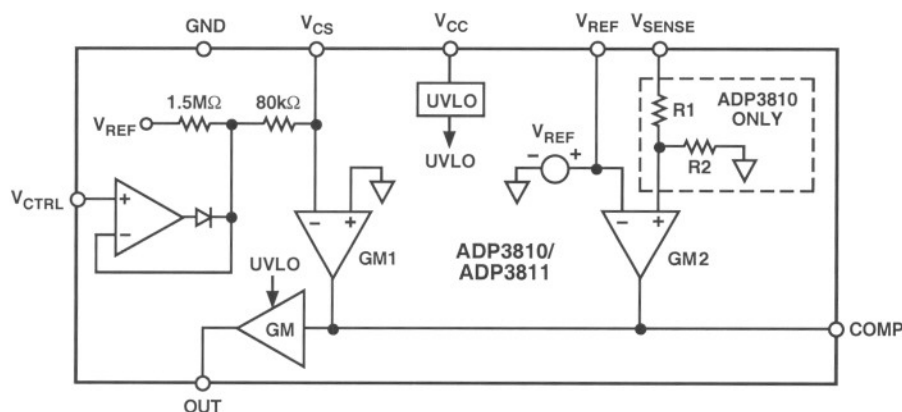 GND
VCS
VCC
VREF
VSENSE
1.5MΩ
80kΩ
VREF
UVLO
UVLO
VREF
R1
ADP3810
ONLY
R2
VCTRL
+
−
−
+
−
+
GM1
−
+
GM2
ADP3810/
ADP3811
UVLO
GM
COMP
OUT